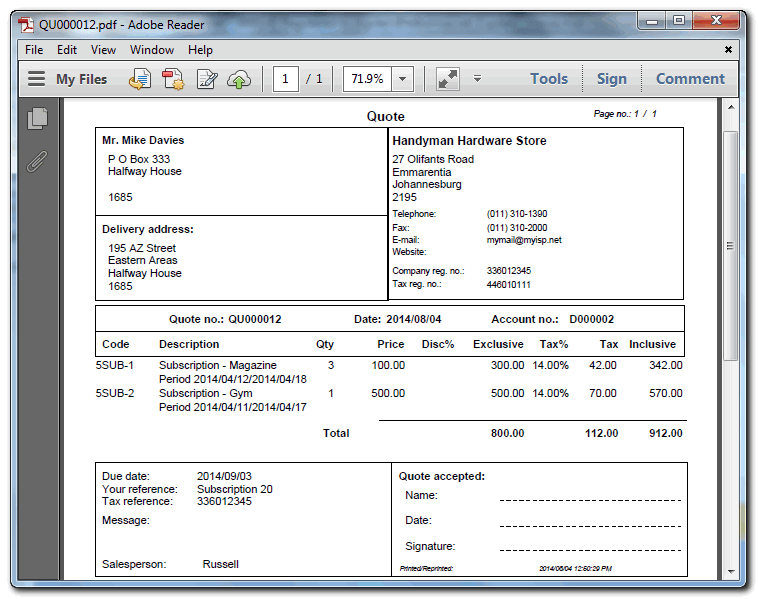 QU000012.pdf - Adobe Reader
File Edit View Window Help
My Files 1 / 1 71.9% Tools Sign Comment
Quote
Page no.: 1 / 1
Mr. Mike Davies
P O Box 333
Halfway House
1685
Delivery address:
195 AZ Street
Eastern Areas
Halfway House
1685
Handyman Hardware Store
27 Olifants Road
Emmarentia
Johannesburg
2195
Telephone: (011) 310-1390
Fax: (011) 310-2000
E-mail: mymail@myisp.net
Website:
Company reg. no.: 336012345
Tax reg. no.: 446010111
Quote no.: QU000012 Date: 2014/08/04 Account no.: D000002
Code Description Qty Price Disc% Exclusive Tax% Tax Inclusive
5SUB-1 Subscription - Magazine 3 100.00 300.00 14.00% 42.00 342.00
Period 2014/04/12/2014/04/18
5SUB-2 Subscription - Gym 1 500.00 500.00 14.00% 70.00 570.00
Period 2014/04/11/2014/04/17
Total 800.00 112.00 912.00
Due date: 2014/09/03
Your reference: Subscription 20
Tax reference: 336012345
Message:
Salesperson: Russell
Quote accepted:
Name:
Date:
Signature:
Printed/Reprinted: 2014/06/04 12:50:29 PM